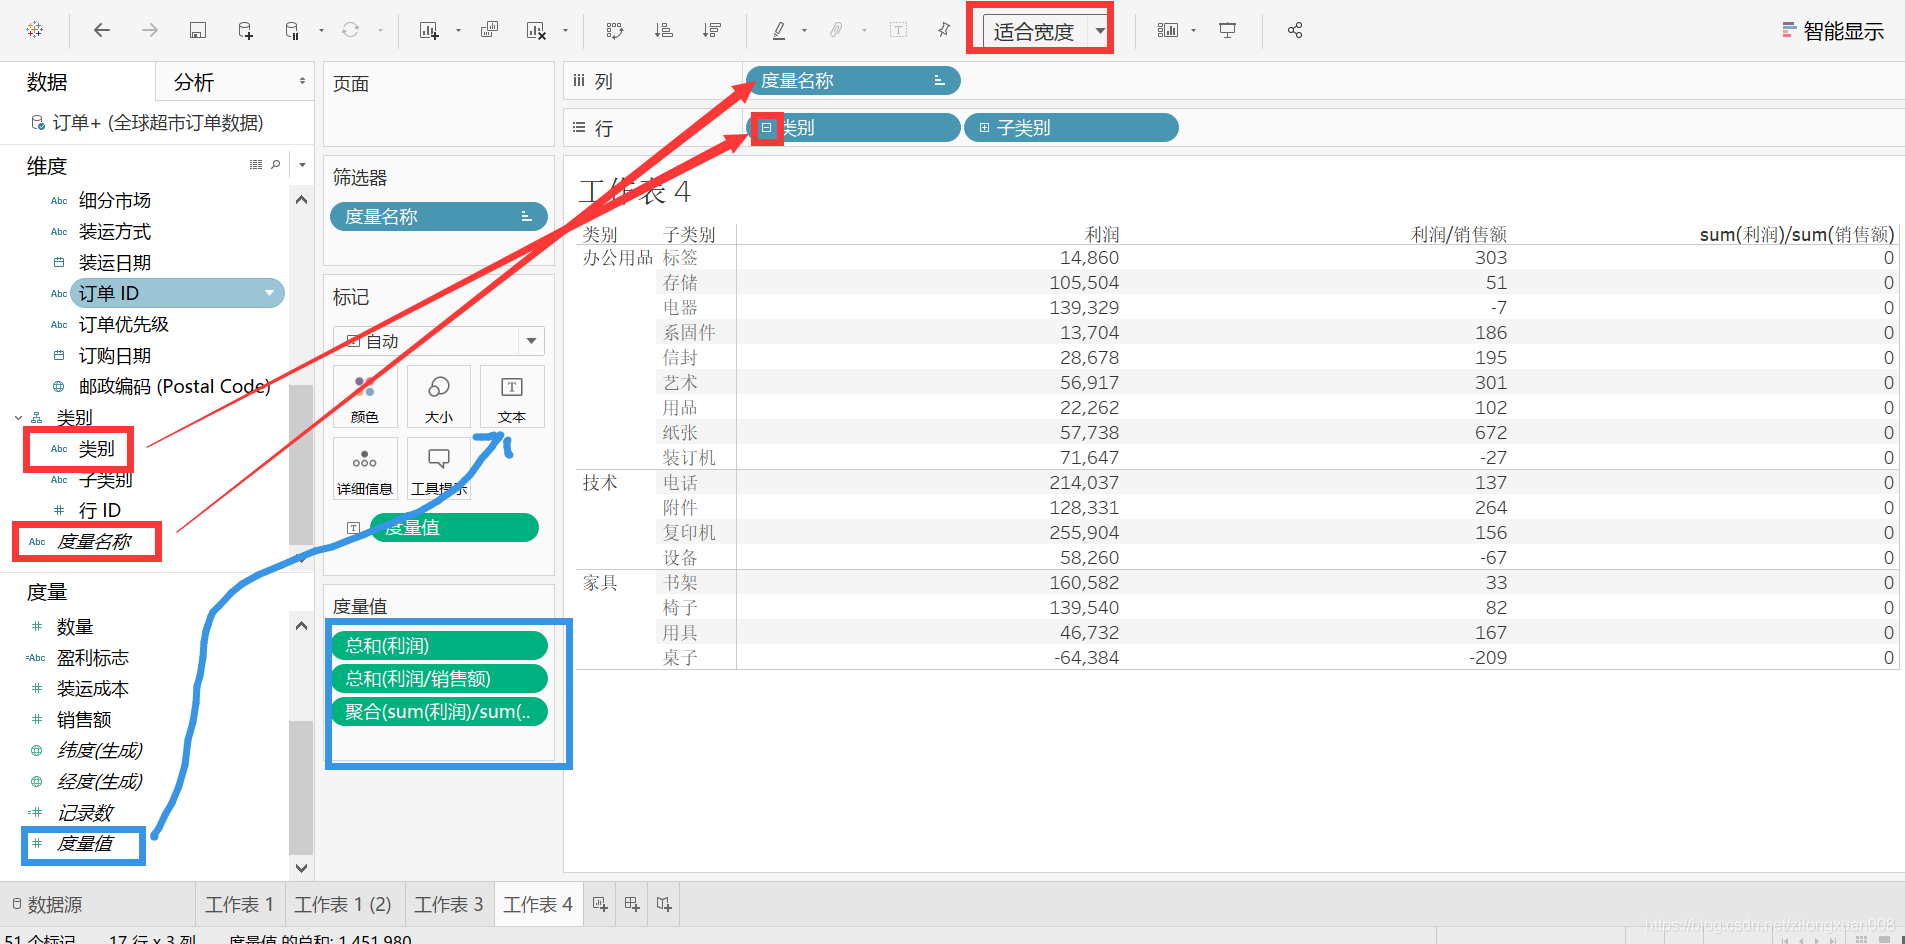 适合宽度
智能显示
数据
分析
页面
列
度量名称
订单+ (全球超市订单数据)
行
类别
子类别
维度
筛选器
度量名称
工作表 4
细分市场
装运方式
装运日期
订单 ID
订单优先级
订购日期
邮政编码 (Postal Code)
类别
类别
子类别
行 ID
度量名称
标记
自动
颜色
大小
文本
详细信息
工具提示
度量值
度量值
总和(利润)
总和(利润/销售额)
聚合(sum(利润)/sum(..
度量
数量
盈利标志
装运成本
销售额
纬度(生成)
经度(生成)
记录数
度量值
类别 子类别 利润 利润/销售额 sum(利润)/sum(销售额)
办公用品 标签 14,860 303 0
存储 105,504 51 0
电器 139,329 -7 0
系固件 13,704 186 0
信封 28,678 195 0
艺术 56,917 301 0
用品 22,262 102 0
纸张 57,738 672 0
装订机 71,647 -27 0
技术 电话 214,037 137 0
附件 128,331 264 0
复印机 255,904 156 0
设备 58,260 -67 0
家具 书架 160,582 33 0
椅子 139,540 82 0
用具 46,732 167 0
桌子 -64,384 -209 0
数据源 工作表 1 工作表 1 (2) 工作表 3 工作表 4
51 个标记 17 行 x 3 列 度量值 的总和: 1,451,980
https://blog.csdn.net/zilongxuan008